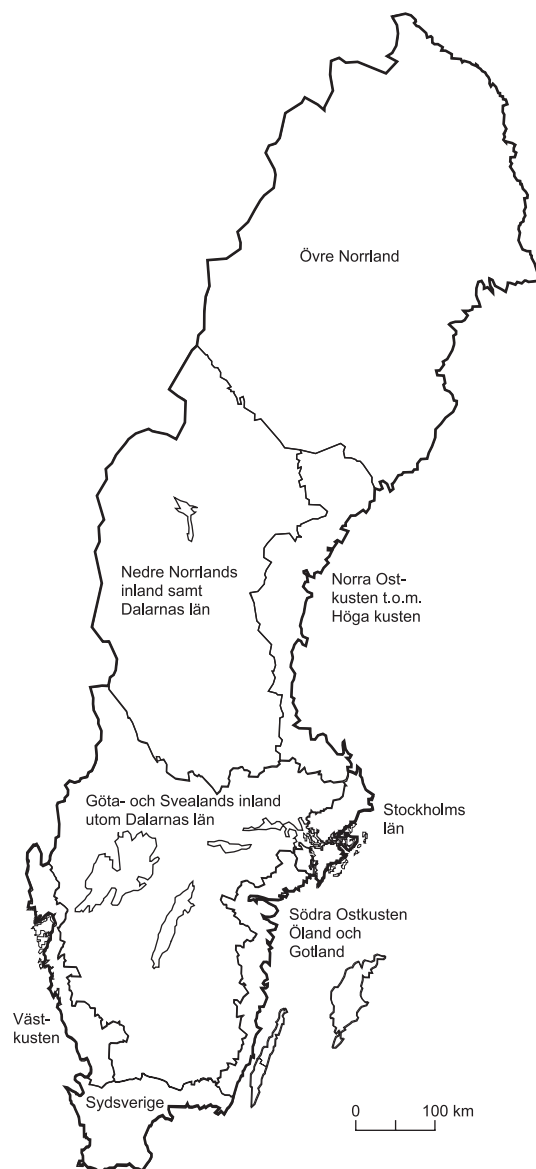 Övre Norrland
Nedre Norrlands
inland samt
Dalarnas län
Norra Ost-
kusten t.o.m.
Höga kusten
Göta- och Svealands inland
utom Dalarnas län
Stockholms
län
Södra Ostkusten
Öland och
Gotland
Väst-
kusten
Sydsverige
0 100 km